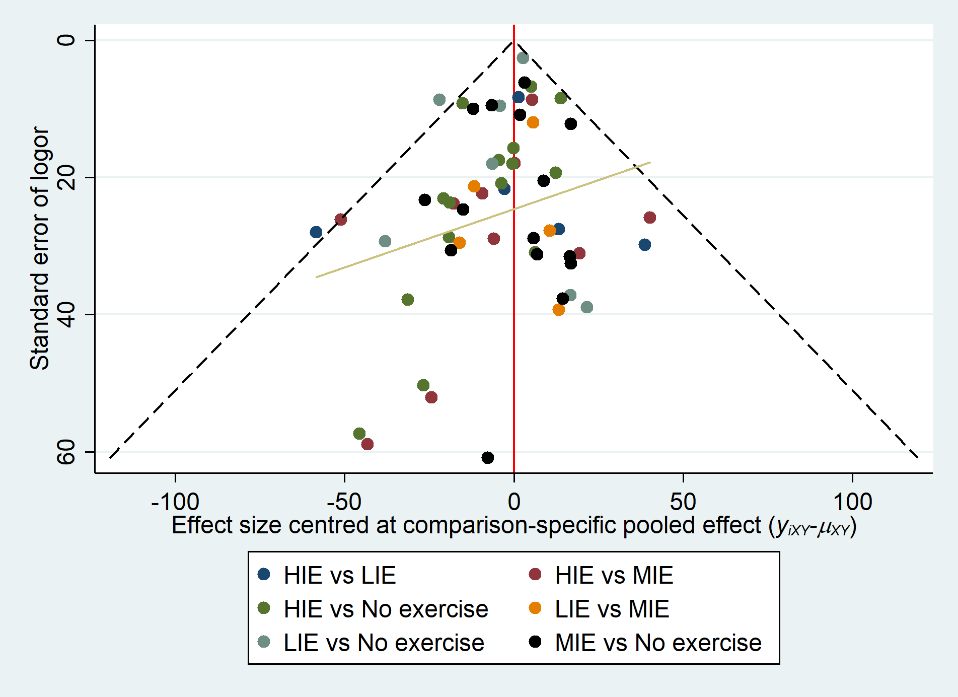 0
20
40
60
Standard error of logor
-100 -50 0 50 100
Effect size centred at comparison-specific pooled effect (yiXY-μXY)
HIE vs LIE HIE vs MIE
HIE vs No exercise LIE vs MIE
LIE vs No exercise MIE vs No exercise